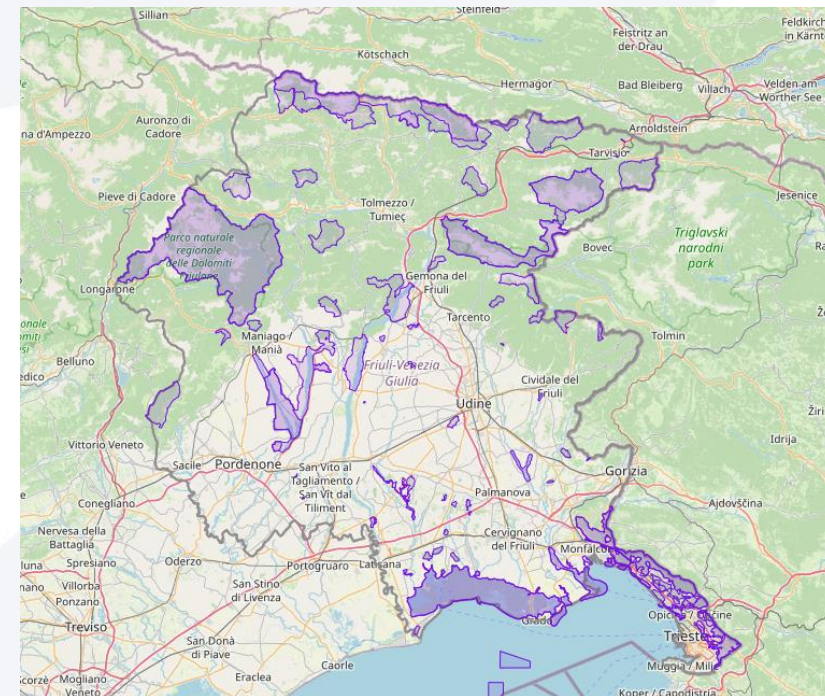 Sillian
Steinfeld
Feldkirch
in Kärnt
Feistritz an
der Drau
Kötschach
Hermagor
Bad Bleiberg
Villach
Velden am
Wörther See
Auronzo di
Cadore
na d'Ampezzo
Arnoldstein
Tarvisio
Pieve di Cadore
Tolmezzo /
Tumieç
Jesenice
Parco naturale
regionale
delle Dolomiti
Friulane
Triglavski
narodni
park
Bovec
Longarone
Gemona del
Friuli
Tarcento
Maniago /
Manià
Tolmin
Belluno
Friuli-Venezia
Giulia
Cividale del
Friuli
Udine
Idrija
Vittorio Veneto
Sacile
Pordenone
San Vito al
Tagliamento /
San Vît dal
Tiliment
Gorizia
Palmanova
Ajdovščina
Conegliano
Nervesa della
Battaglia
Cervignano
del Friuli
Monfalcone
Spresiano
Oderzo
Portogruaro
Latisana
Villorba
Ponzano
San Stino
di Livenza
Grado
Treviso
Trieste
San Donà
di Piave
Muggia / Milje
Caorle
Mogliano
Veneto
Eraclea
Koper / Capodistria